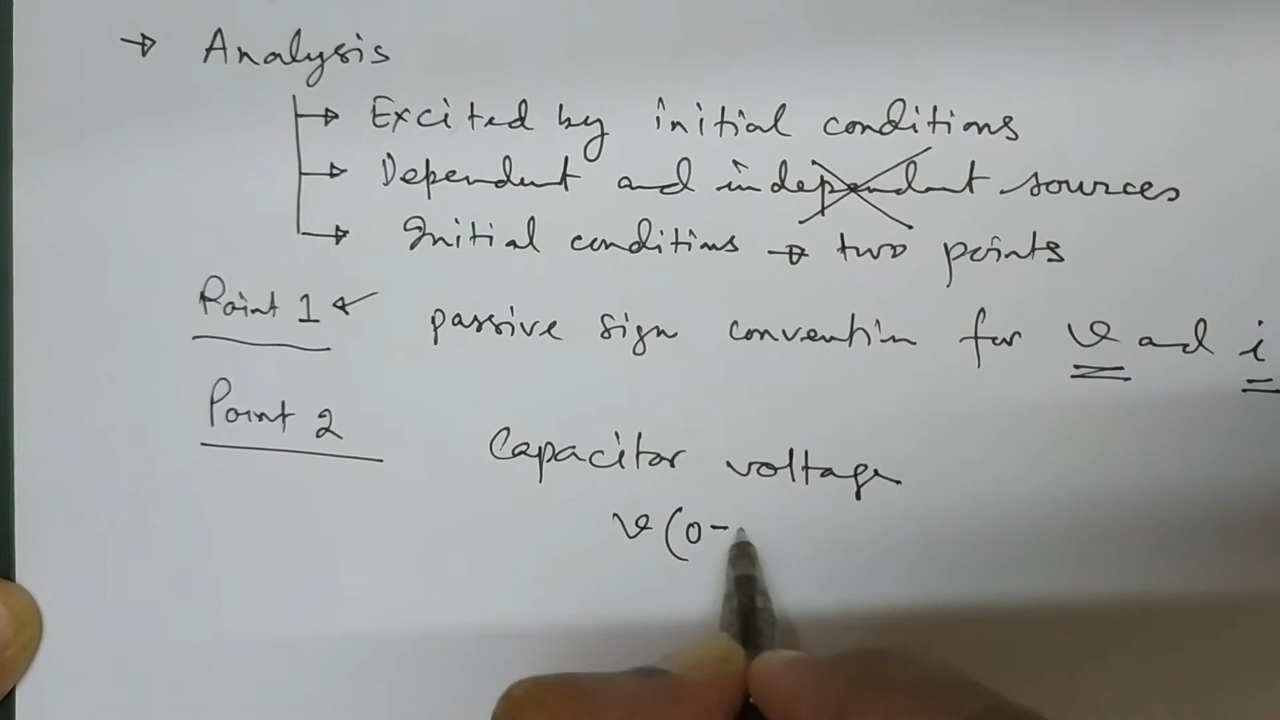 → Analysis
→ Excited by initial conditions
→ Dependent and independent sources
→ Initial conditions → two points
Point 1 ← passive sign convention for v and i
Point 2 Capacitor voltage
v(0-